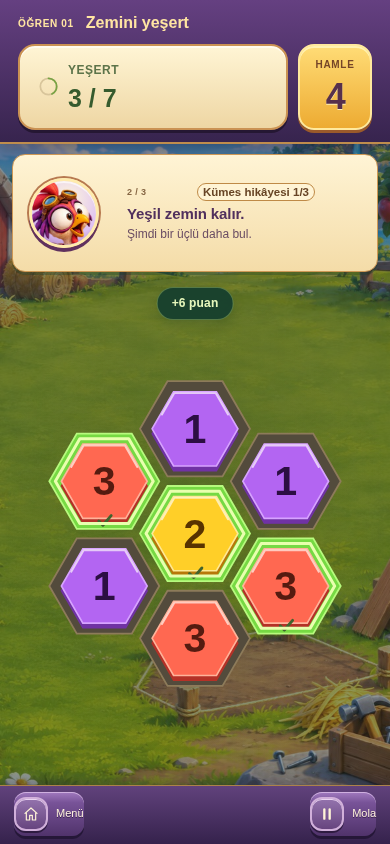 ÖĞREN 01 Zemini yeşert
YEŞERT
3 / 7
HAMLE
4
2 / 3 Kümes hikâyesi 1/3
Yeşil zemin kalır.
Şimdi bir üçlü daha bul.
+6 puan
1
3
1
2
1
3
3
Menü
Mola